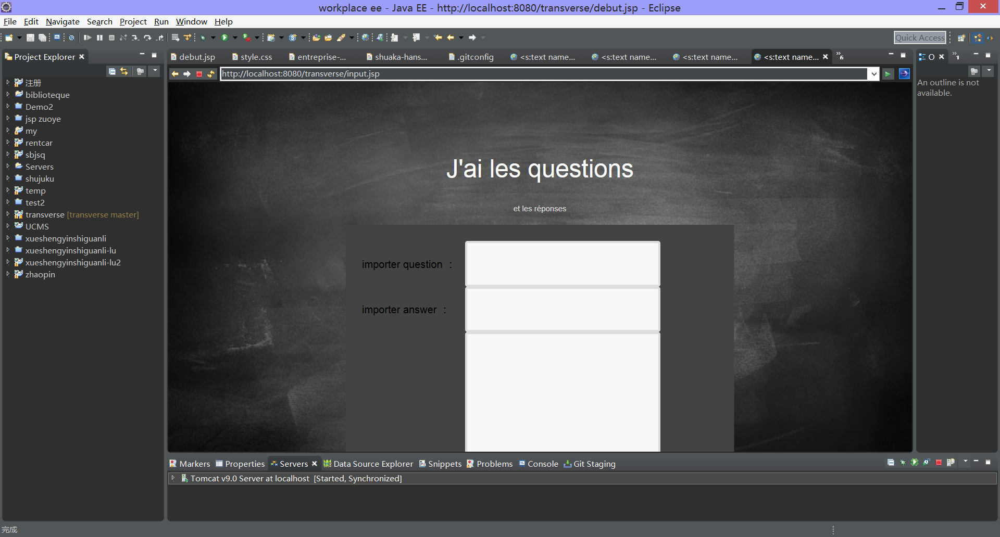 workplace ee - Java EE - http://localhost:8080/transverse/debut.jsp - Eclipse
File Edit Navigate Search Project Run Window Help
Quick Access
Project Explorer
debut.jsp style.css entreprise-... shuaka-hans... .gitconfig <s:text name... <s:text name... <s:text name... <s:text name... »6
O »1
http://localhost:8080/transverse/input.jsp
An outline is not
available.
注册
biblioteque
Demo2
jsp zuoye
my
rentcar
sbjsq
Servers
shujuku
temp
test2
transverse [transverse master]
UCMS
xueshengyinshiguanli
xueshengyinshiguanli-lu
xueshengyinshiguanli-lu2
zhaopin
J'ai les questions
et les réponses
importer question :
importer answer :
Markers Properties Servers Data Source Explorer Snippets Problems Console Git Staging
Tomcat v9.0 Server at localhost [Started, Synchronized]
完成